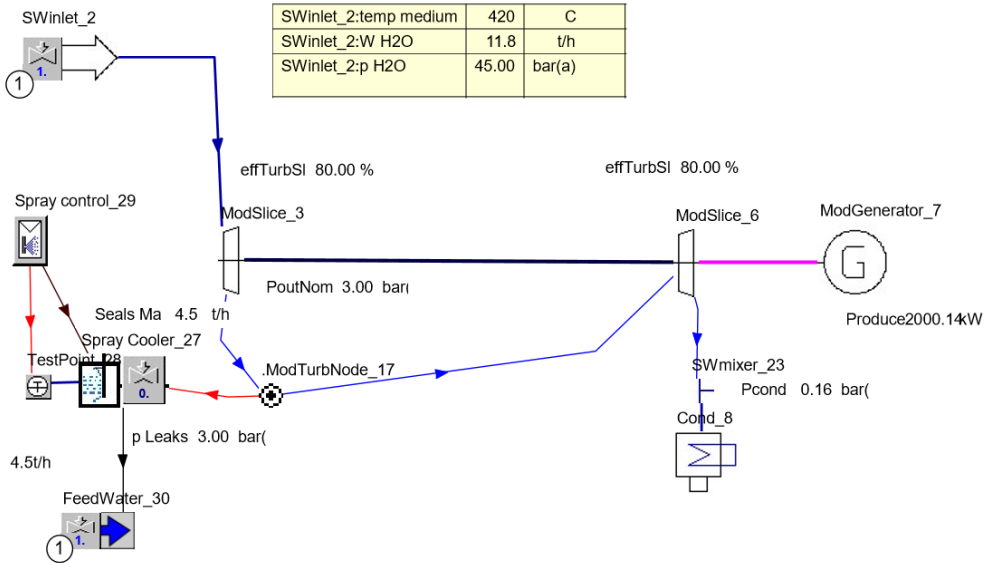 SWinlet_2
1.
1
SWinlet_2:temp medium 420 C
SWinlet_2:W H2O 11.8 t/h
SWinlet_2:p H2O 45.00 bar(a)
effTurbSl 80.00 %
effTurbSl 80.00 %
Spray control_29
ModSlice_3
ModSlice_6
ModGenerator_7
G
PoutNom 3.00 bar(
Seals Ma 4.5 t/h
Produce2000.14kW
Spray Cooler_27
TestPoint_28
0.
.ModTurbNode_17
SWmixer_23
Pcond 0.16 bar(
Cond_8
p Leaks 3.00 bar(
4.5t/h
FeedWater_30
1.
1